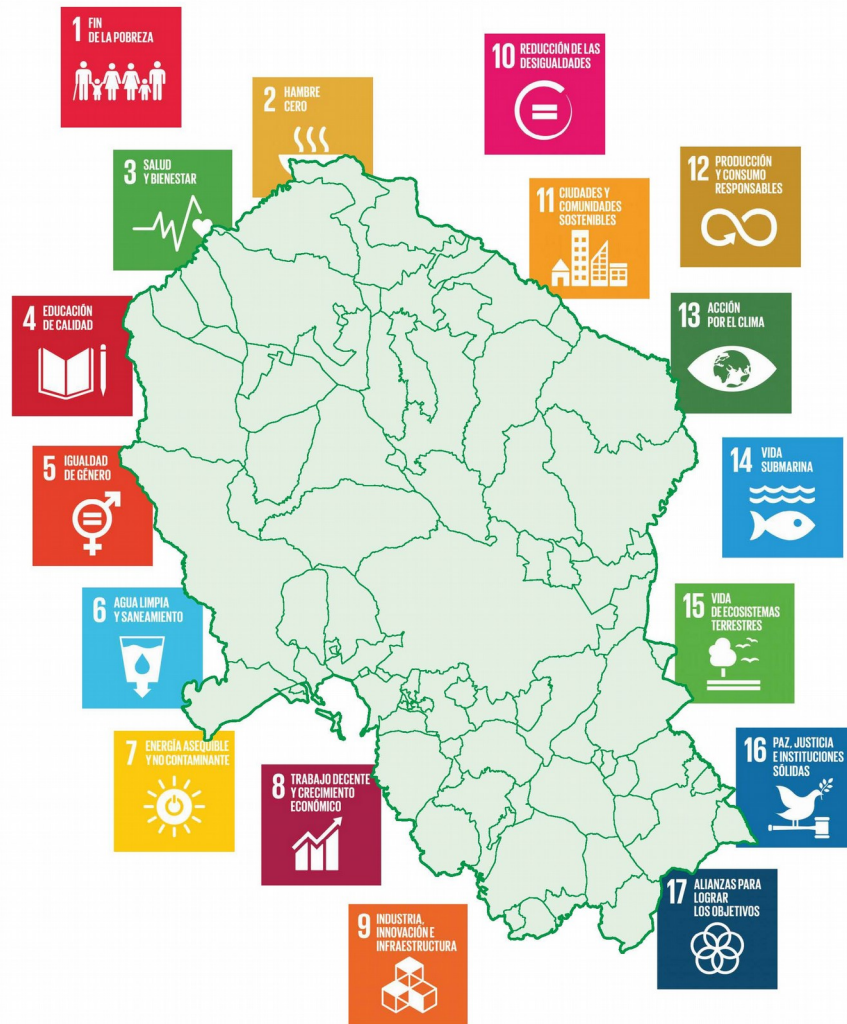 1 FIN
DE LA POBREZA
2 HAMBRE
CERO
3 SALUD
Y BIENESTAR
4 EDUCACIÓN
DE CALIDAD
5 IGUALDAD
DE GÉNERO
6 AGUA LIMPIA
Y SANEAMIENTO
7 ENERGÍA ASEQUIBLE
Y NO CONTAMINANTE
8 TRABAJO DECENTE
Y CRECIMIENTO
ECONÓMICO
9 INDUSTRIA,
INNOVACIÓN E
INFRAESTRUCTURA
10 REDUCCIÓN DE LAS
DESIGUALDADES
11 CIUDADES Y
COMUNIDADES
SOSTENIBLES
12 PRODUCCIÓN
Y CONSUMO
RESPONSABLES
13 ACCIÓN
POR EL CLIMA
14 VIDA
SUBMARINA
15 VIDA
DE ECOSISTEMAS
TERRESTRES
16 PAZ, JUSTICIA
E INSTITUCIONES
SÓLIDAS
17 ALIANZAS PARA
LOGRAR
LOS OBJETIVOS